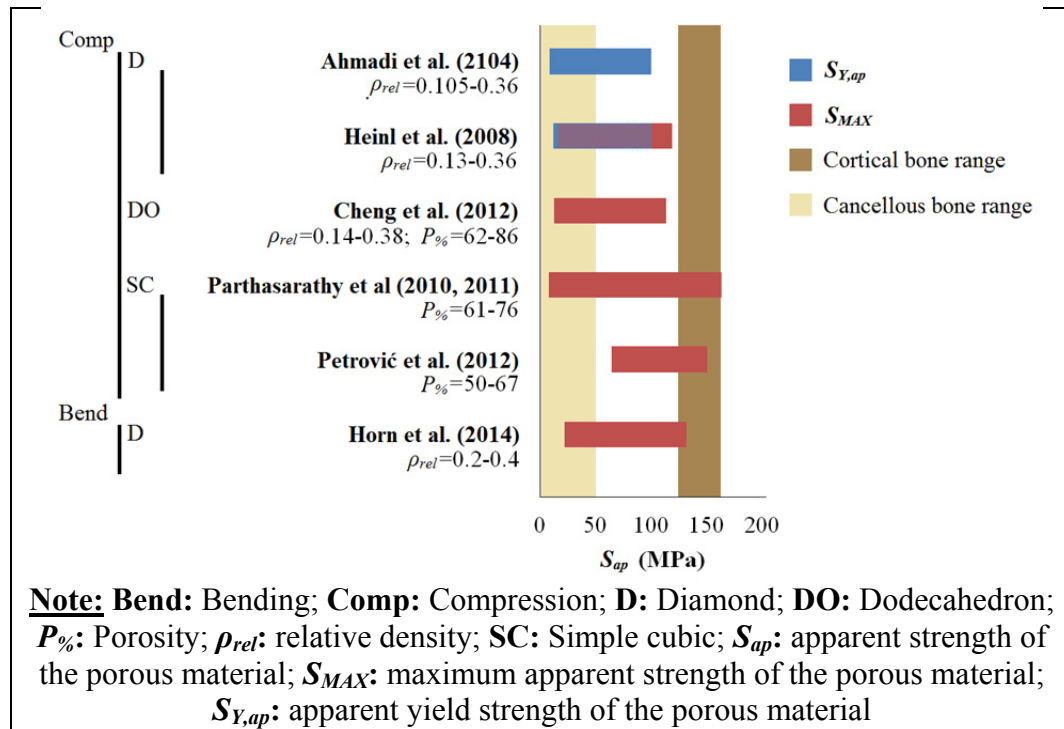 Comp
D
Ahmadi et al. (2104)
ρrel=0.105-0.36
Heinl et al. (2008)
ρrel=0.13-0.36
DO
Cheng et al. (2012)
ρrel=0.14-0.38; P%=62-86
SC
Parthasarathy et al (2010, 2011)
P%=61-76
Petrović et al. (2012)
P%=50-67
Bend
D
Horn et al. (2014)
ρrel=0.2-0.4
SY,ap
SMAX
Cortical bone range
Cancellous bone range
0 50 100 150 200
Sap (MPa)
Note: Bend: Bending; Comp: Compression; D: Diamond; DO: Dodecahedron;
P%: Porosity; ρrel: relative density; SC: Simple cubic; Sap: apparent strength of
the porous material; SMAX: maximum apparent strength of the porous material;
SY,ap: apparent yield strength of the porous material